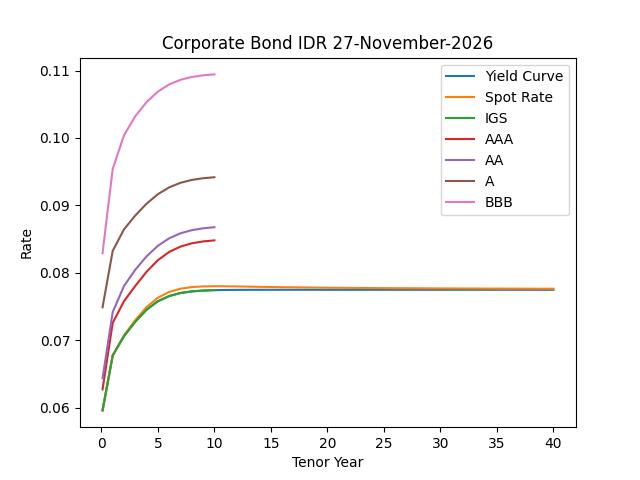 Corporate Bond IDR 27-November-2026
Yield Curve
Spot Rate
IGS
AAA
AA
A
BBB
Rate
0.11
0.10
0.09
0.08
0.07
0.06
0 5 10 15 20 25 30 35 40
Tenor Year